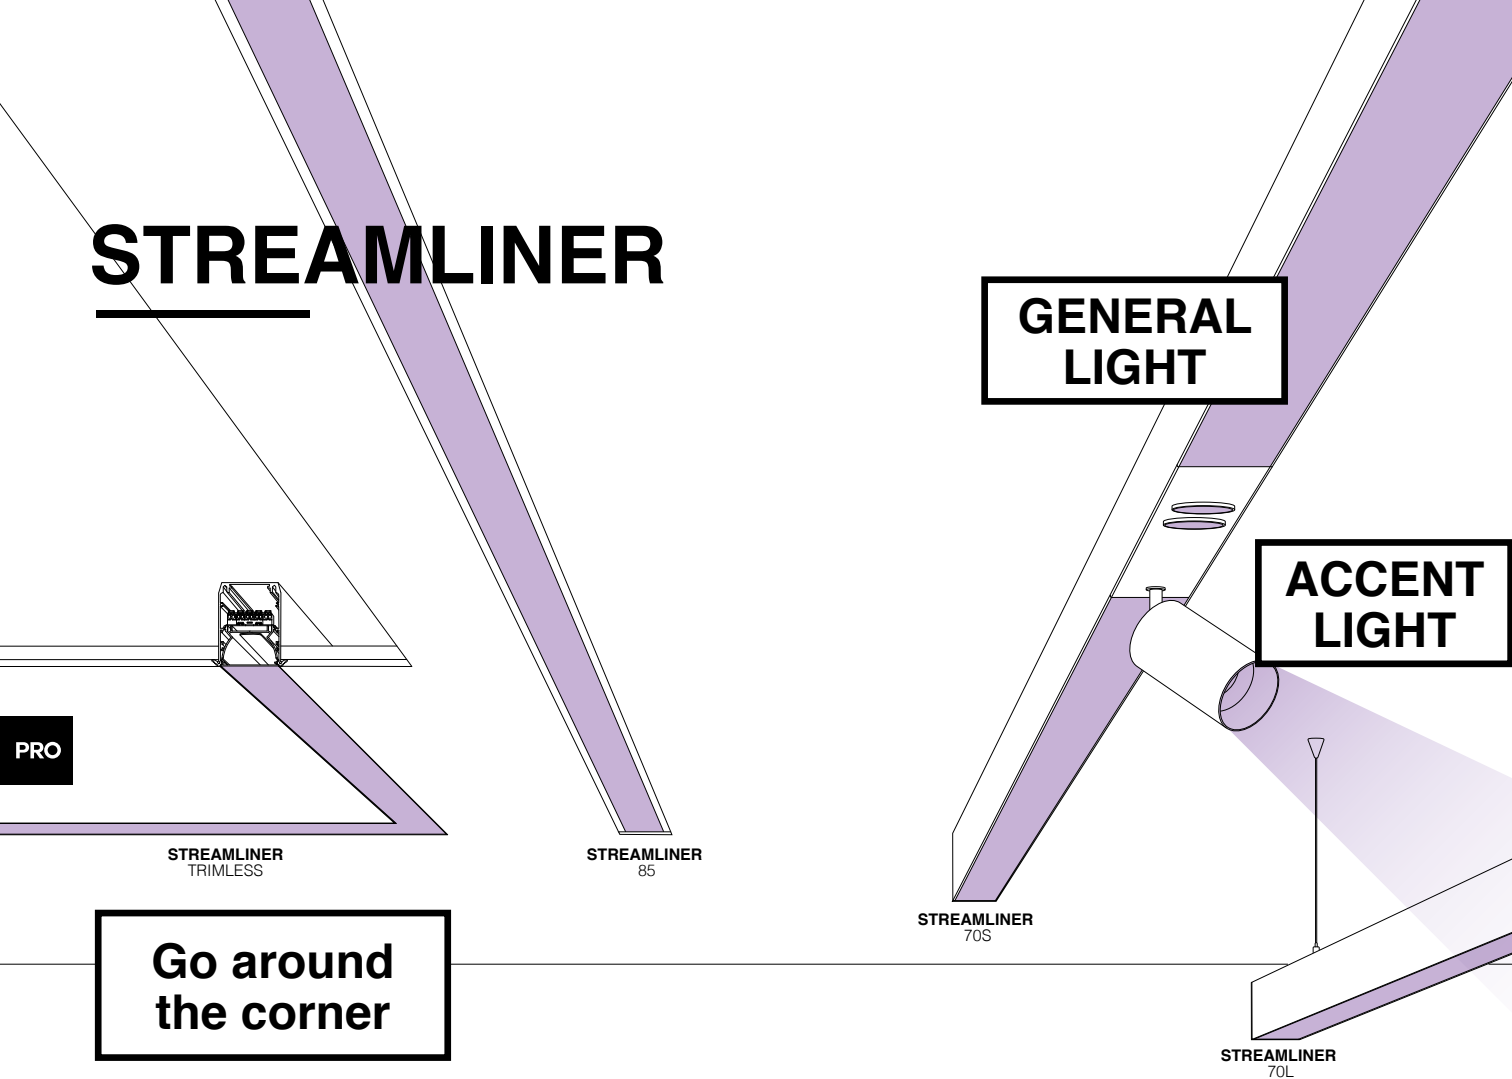 STREAMLINER
GENERAL
LIGHT
ACCENT
LIGHT
PRO
STREAMLINER
TRIMLESS
STREAMLINER
85
STREAMLINER
70S
Go around
the corner
STREAMLINER
70L